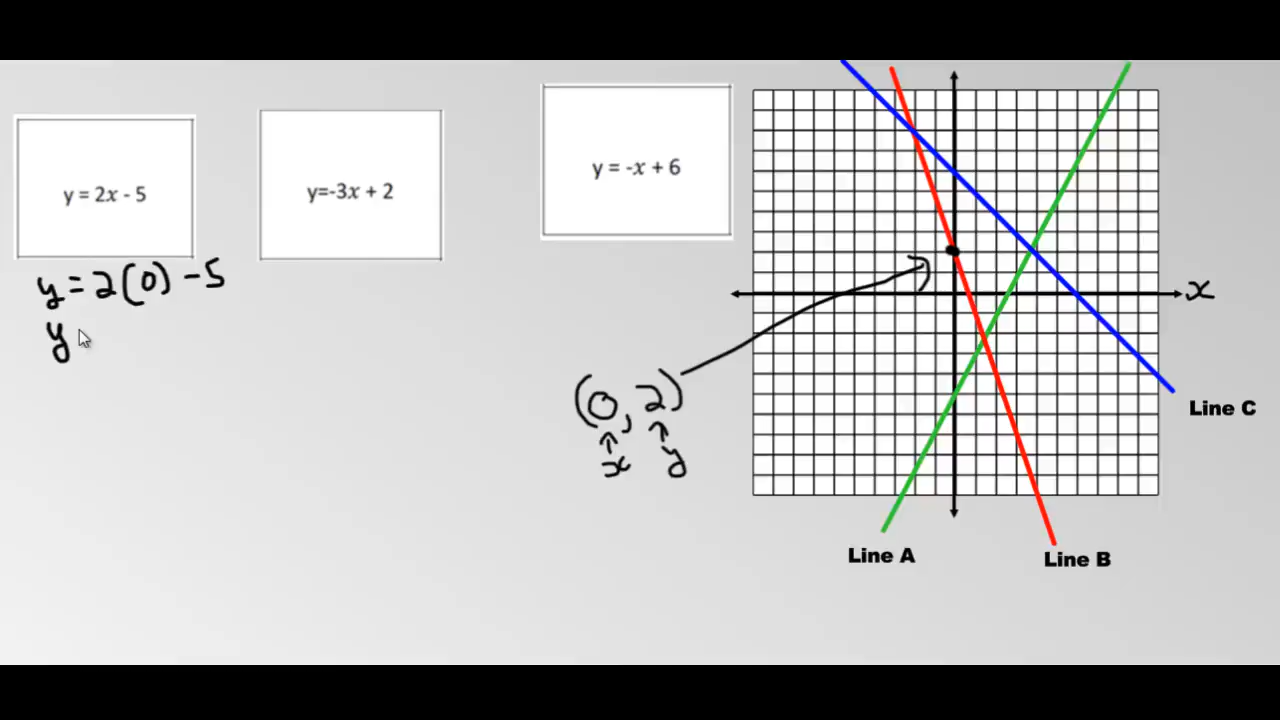 y = 2x - 5
y=-3x + 2
y = -x + 6
y = 2(0) - 5
y
(0, 2)
x y
x
Line C
Line A
Line B